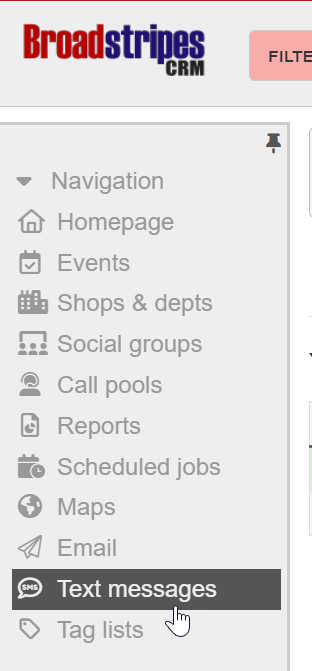 Broadstripes
CRM
FILTE
Navigation
Homepage
Events
Shops & depts
Social groups
Call pools
Reports
Scheduled jobs
Maps
Email
SMS Text messages
Tag lists